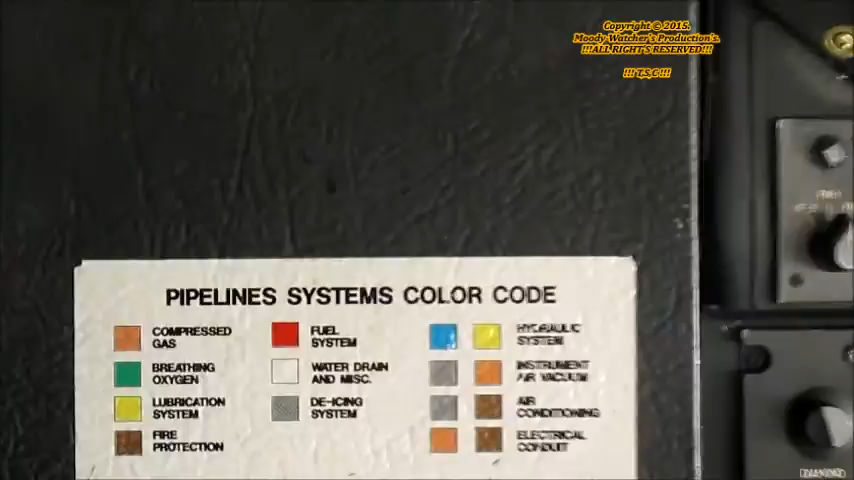 Copyright © 2015.
Moody Watcher's Production's.
!!!ALL RIGHT'S RESERVED!!!
!!! T.S.C !!!
PIPELINES SYSTEMS COLOR CODE
COMPRESSED
GAS
BREATHING
OXYGEN
LUBRICATION
SYSTEM
FIRE
PROTECTION
FUEL
SYSTEM
WATER DRAIN
AND MISC.
DE-ICING
SYSTEM
HYDRAULIC
SYSTEM
INSTRUMENT
AIR VACUUM
AIR
CONDITIONING
ELECTRICAL
CONDUIT